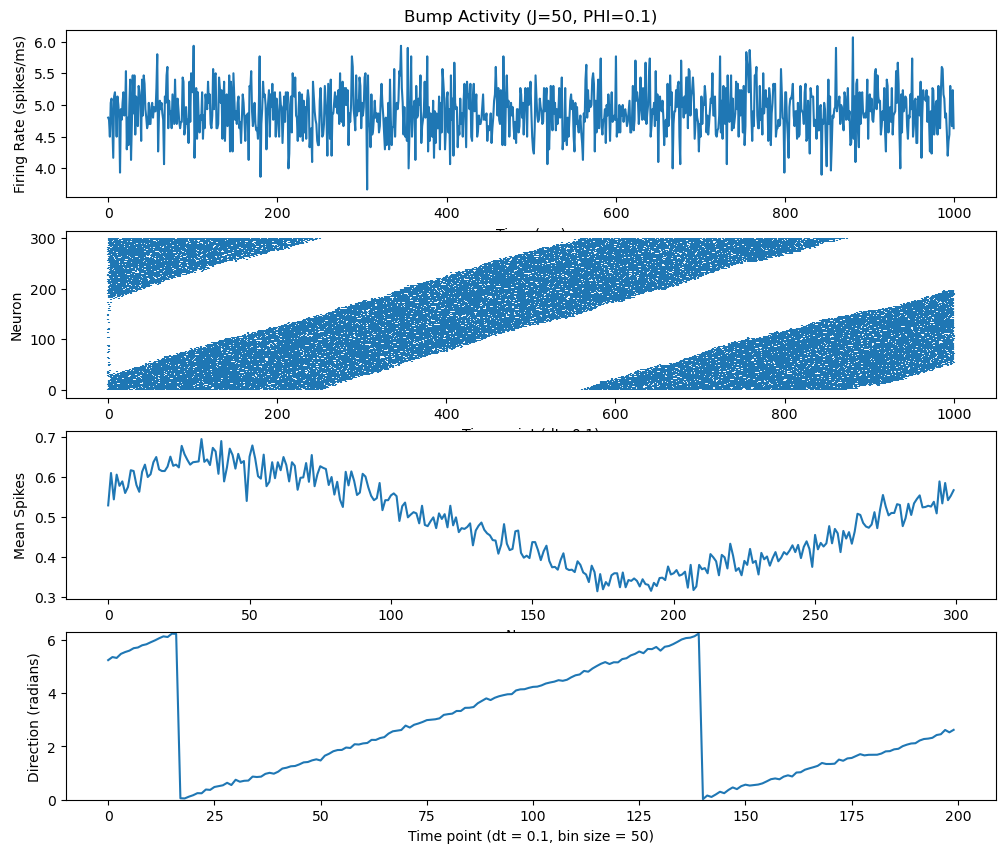 Bump Activity (J=50, PHI=0.1)
Firing Rate (spikes/ms)
6.0
5.5
5.0
4.5
4.0
0 200 400 600 800 1000
Neuron
300
200
100
0
0 200 400 600 800 1000
Mean Spikes
0.7
0.6
0.5
0.4
0.3
0 50 100 150 200 250 300
Direction (radians)
6
4
2
0
0 25 50 75 100 125 150 175 200
Time point (dt = 0.1, bin size = 50)